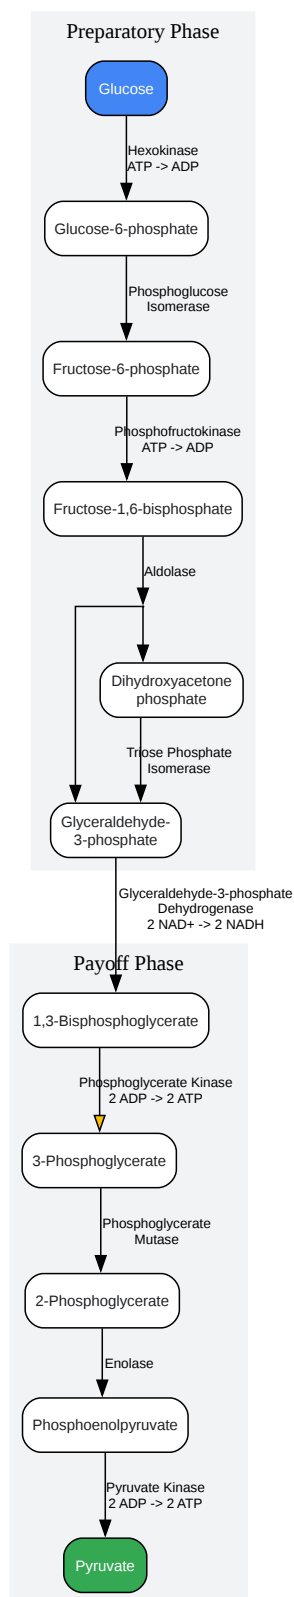 Preparatory Phase
Glucose
Hexokinase
ATP -> ADP
Glucose-6-phosphate
Phosphoglucose
Isomerase
Fructose-6-phosphate
Phosphofructokinase
ATP -> ADP
Fructose-1,6-bisphosphate
Aldolase
Dihydroxyacetone
phosphate
Triose Phosphate
Isomerase
Glyceraldehyde-
3-phosphate
Glyceraldehyde-3-phosphate
Dehydrogenase
2 NAD+ -> 2 NADH
Payoff Phase
1,3-Bisphosphoglycerate
Phosphoglycerate Kinase
2 ADP -> 2 ATP
3-Phosphoglycerate
Phosphoglycerate
Mutase
2-Phosphoglycerate
Enolase
Phosphoenolpyruvate
Pyruvate Kinase
2 ADP -> 2 ATP
Pyruvate